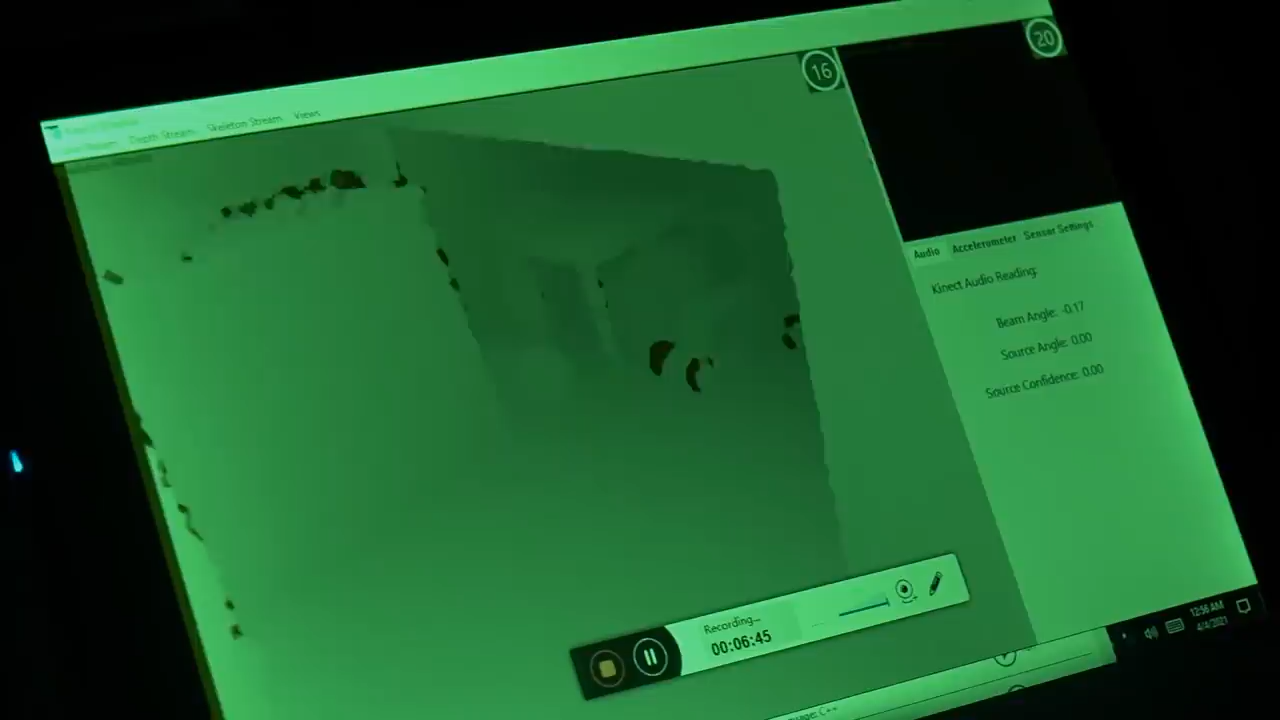 Depth Stream Skeleton Stream Views
16
20
Audio Accelerometer Sensor Settings
Kinect Audio Reading:
Beam Angle: -0.17
Source Angle: 0.00
Source Confidence: 0.00
Recording...
00:06:45
12:56 AM
4/4/2021
C++